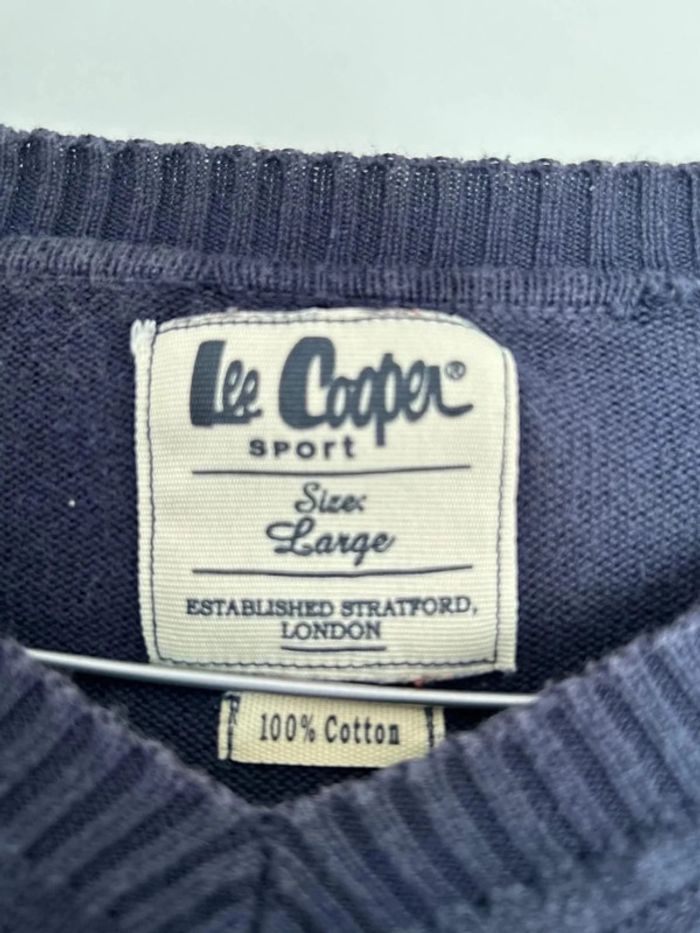 Lee Cooper®
SPORT
Size:
Large
ESTABLISHED STRATFORD,
LONDON
100% Cotton